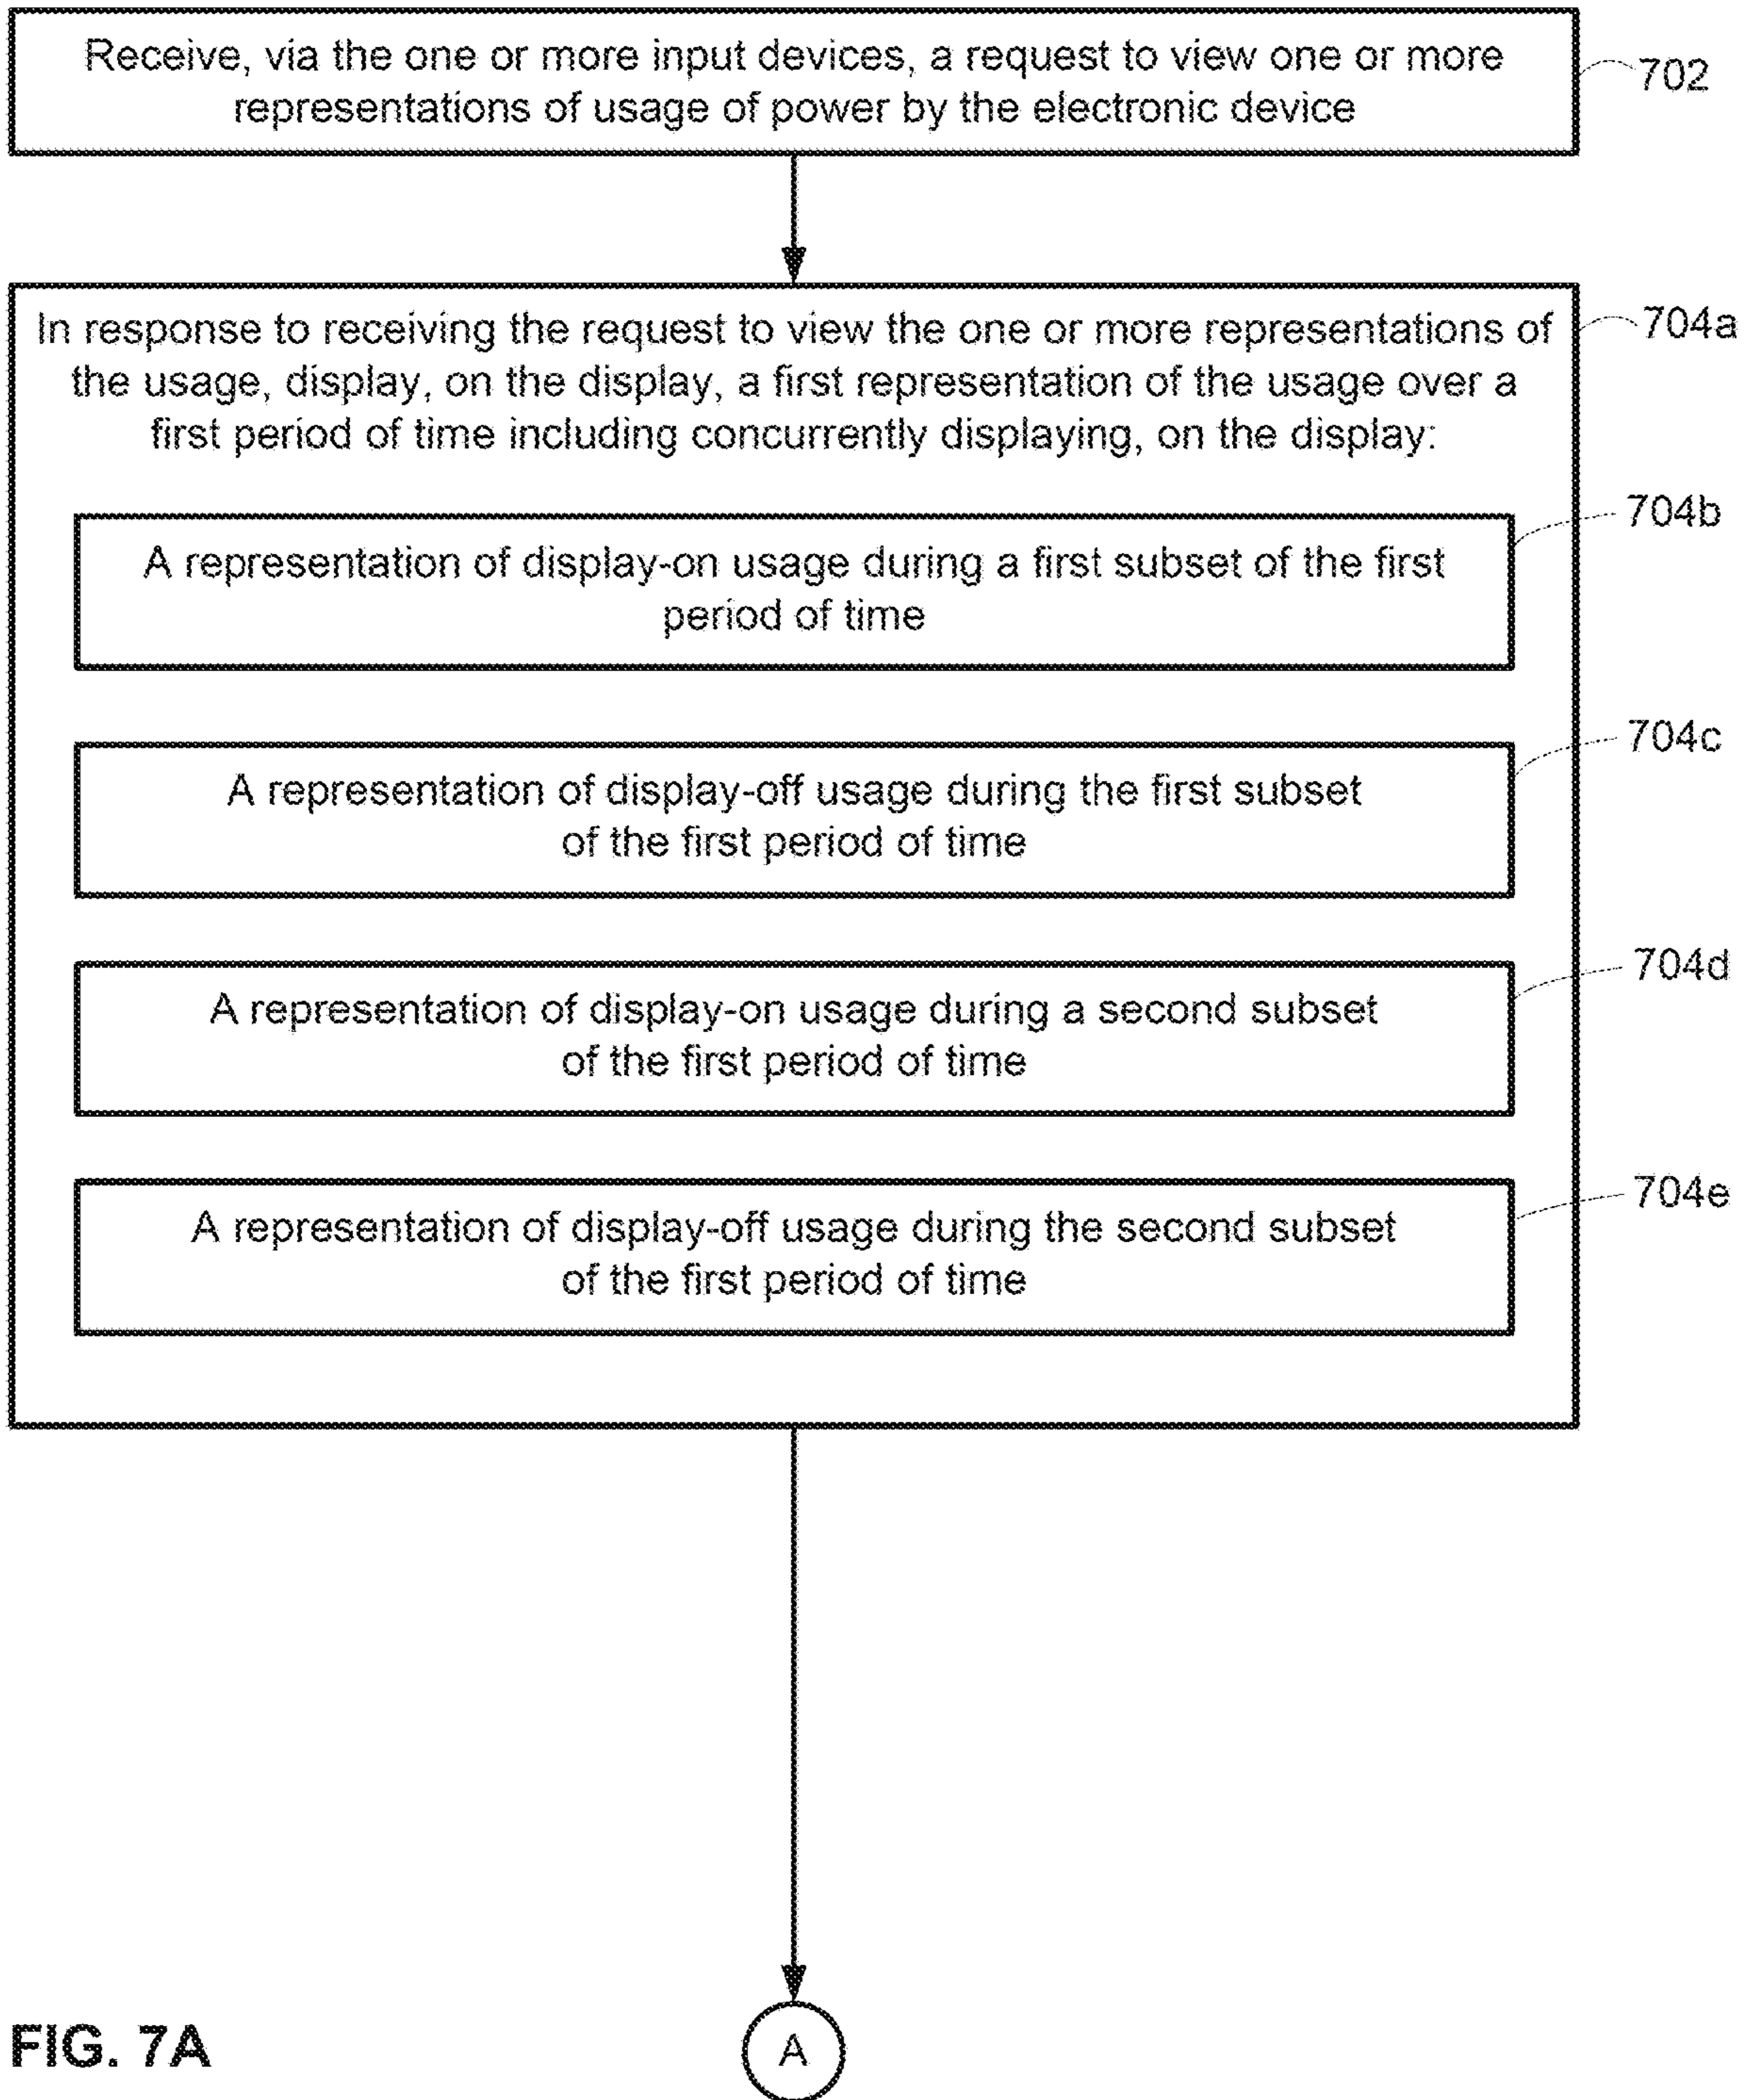 Receive, via the one or more input devices, a request to view one or more
representations of usage of power by the electronic device
702
In response to receiving the request to view the one or more representations of
the usage, display, on the display, a first representation of the usage over a
first period of time including concurrently displaying, on the display:
704a
A representation of display-on usage during a first subset of the first
period of time
704b
A representation of display-off usage during the first subset
of the first period of time
704c
A representation of display-on usage during a second subset
of the first period of time
704d
A representation of display-off usage during the second subset
of the first period of time
704e
A
FIG. 7A